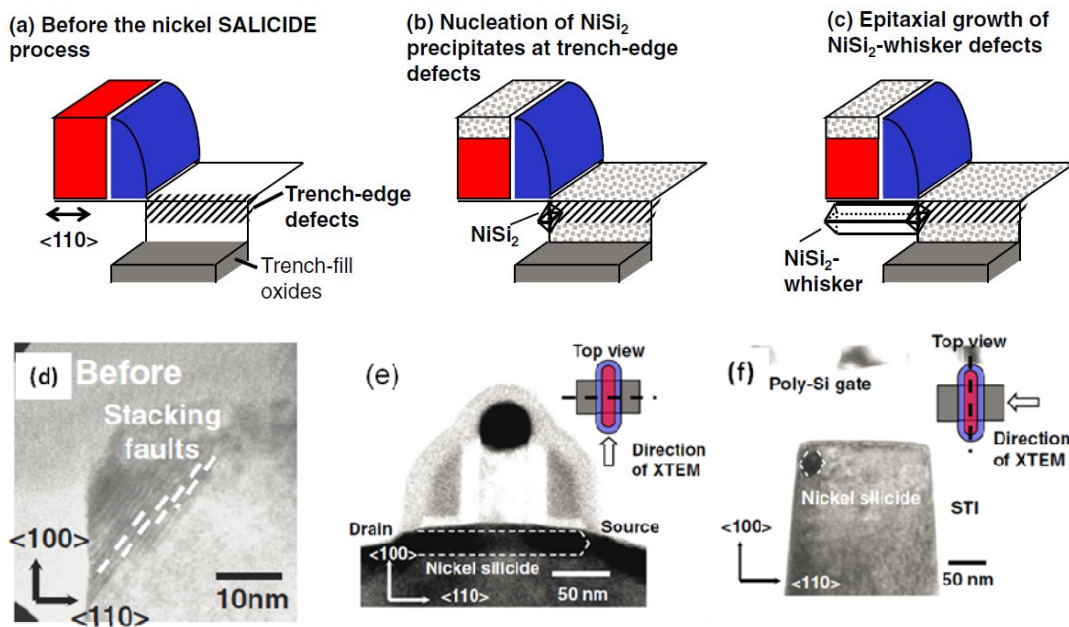 (a) Before the nickel SALICIDE
process
<110>
Trench-edge
defects
Trench-fill
oxides
(b) Nucleation of NiSi2
precipitates at trench-edge
defects
NiSi2
(c) Epitaxial growth of
NiSi2-whisker defects
NiSi2-
whisker
(d) Before
Stacking
faults
<100>
<110>
10nm
(e)
Top view
Direction
of XTEM
Drain
Source
<100>
Nickel silicide
<110>
50 nm
(f)
Top view
Poly-Si gate
Direction
of XTEM
Nickel silicide
STI
<100>
<110>
50 nm